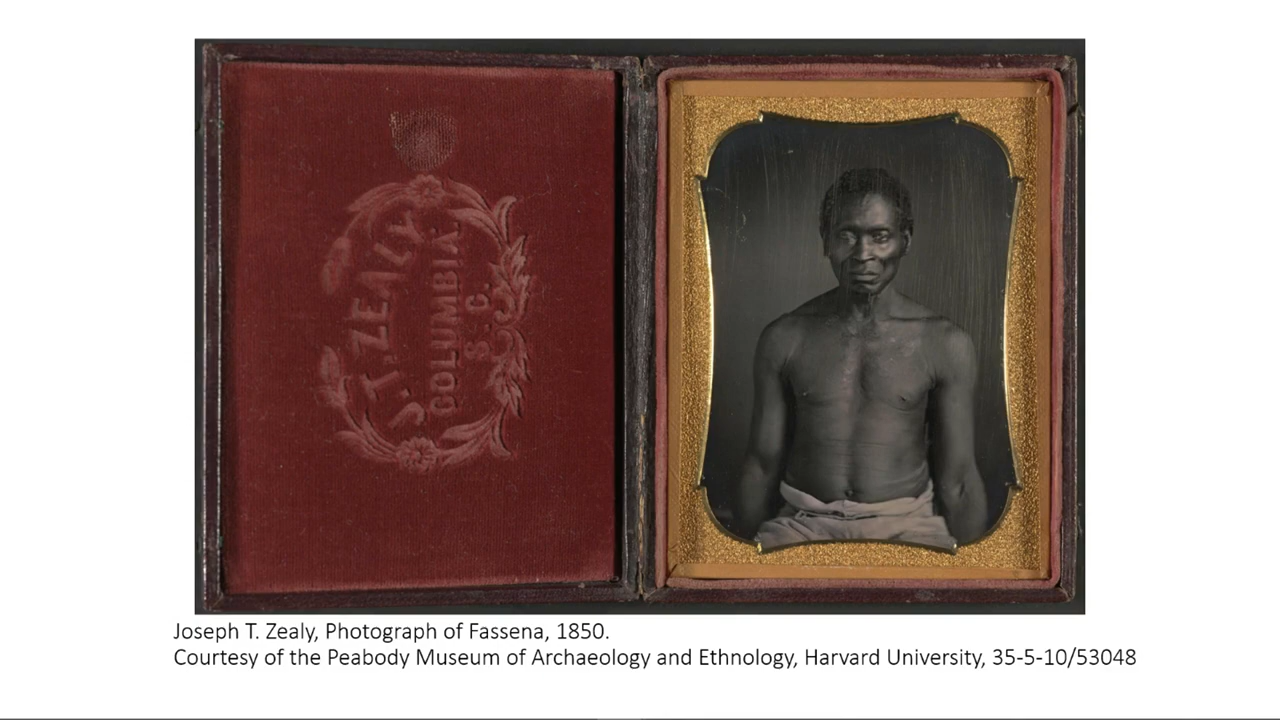 J.T. ZEALY
COLUMBIA.
S.C.
Joseph T. Zealy, Photograph of Fassena, 1850.
Courtesy of the Peabody Museum of Archaeology and Ethnology, Harvard University, 35-5-10/53048